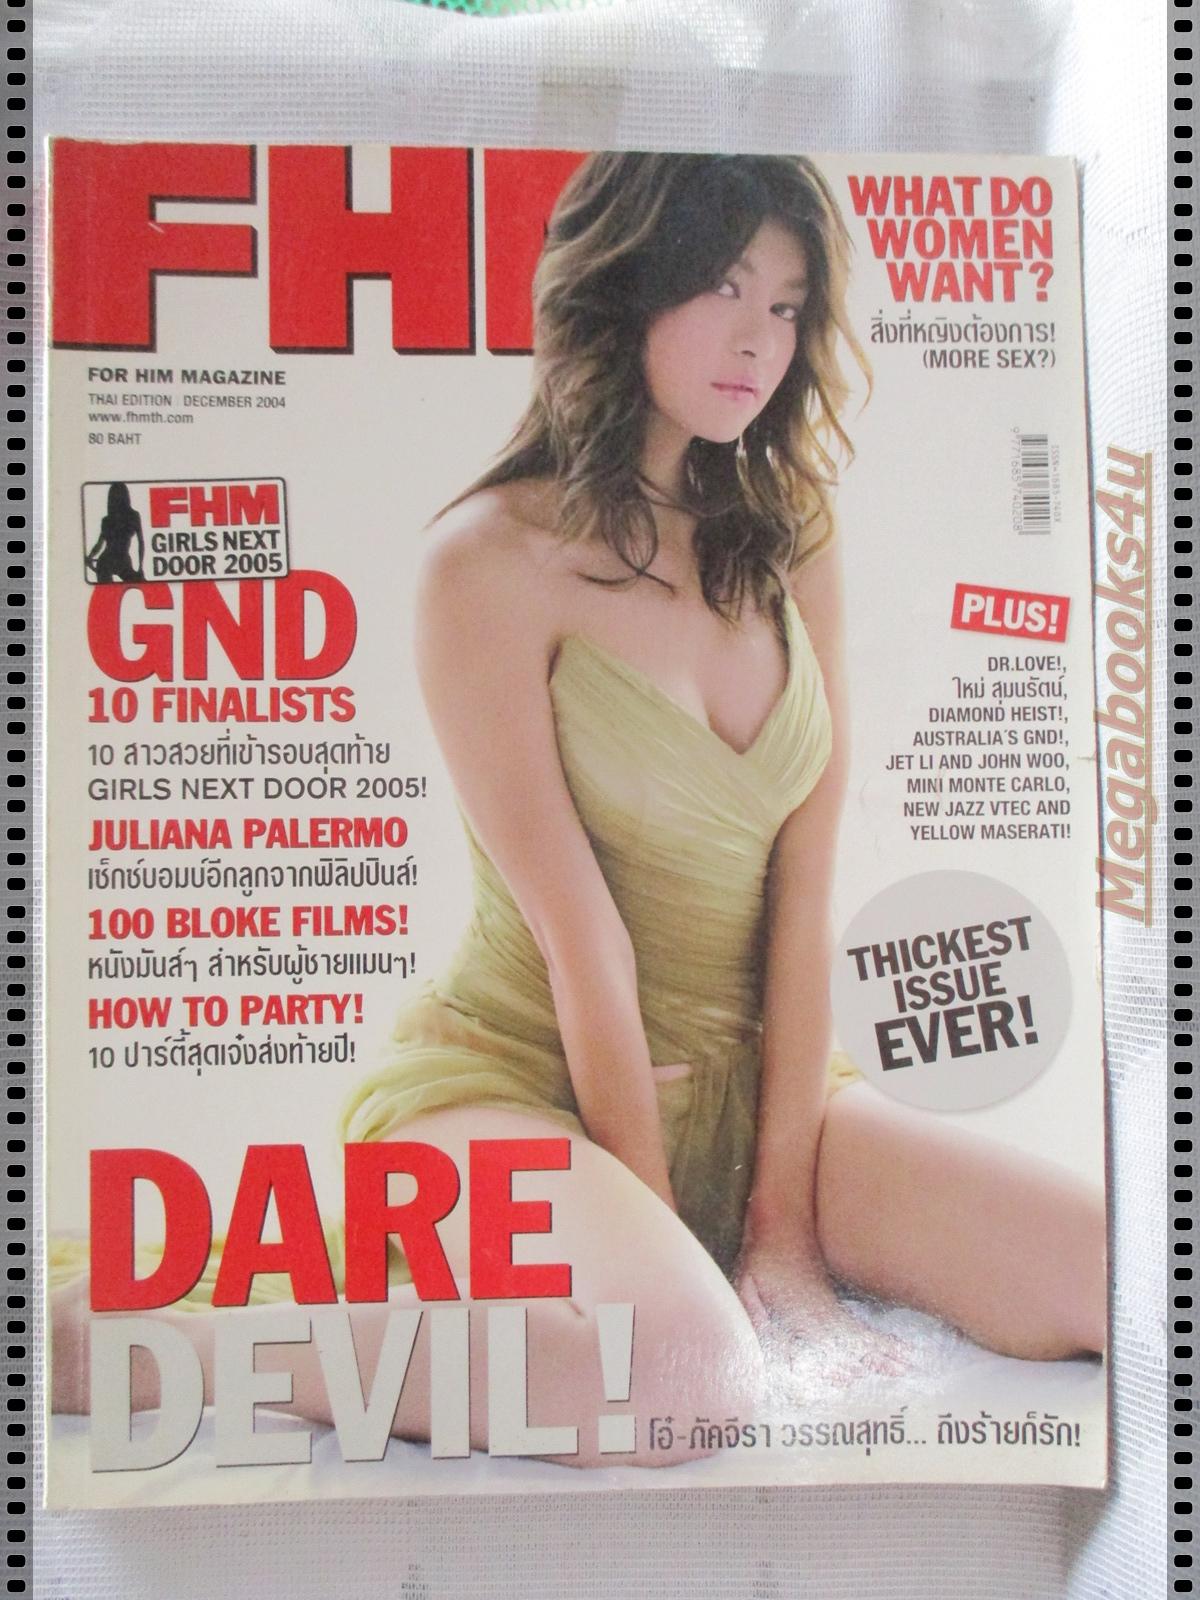 FHM
FOR HIM MAGAZINE
THAI EDITION | DECEMBER 2004
www.fhmth.com
80 BAHT
FHM
GIRLS NEXT
DOOR 2005
GND
10 FINALISTS
10 สาวสวยที่เข้ารอบสุดท้าย
GIRLS NEXT DOOR 2005!
JULIANA PALERMO
เซ็กซ์บอมบ์อีกลูกจากฟิลิปปินส์!
100 BLOKE FILMS!
หนังมันส์ๆ สำหรับผู้ชายแมนๆ!
HOW TO PARTY!
10 ปาร์ตี้สุดเจ๋งส่งท้ายปี!
DARE
DEVIL!
โอ๋-ภัคจีรา วรรณสุทธิ์... ถึงร้ายก็รัก!
WHAT DO
WOMEN
WANT?
สิ่งที่หญิงต้องการ!
(MORE SEX?)
ISSN-1685-740X
9 771685 740208
PLUS!
DR.LOVE!,
ใหม่ สุมนรัตน์,
DIAMOND HEIST!,
AUSTRALIA'S GND!,
JET LI AND JOHN WOO,
MINI MONTE CARLO,
NEW JAZZ VTEC AND
YELLOW MASERATI!
THICKEST
ISSUE
EVER!
Megabooks4u